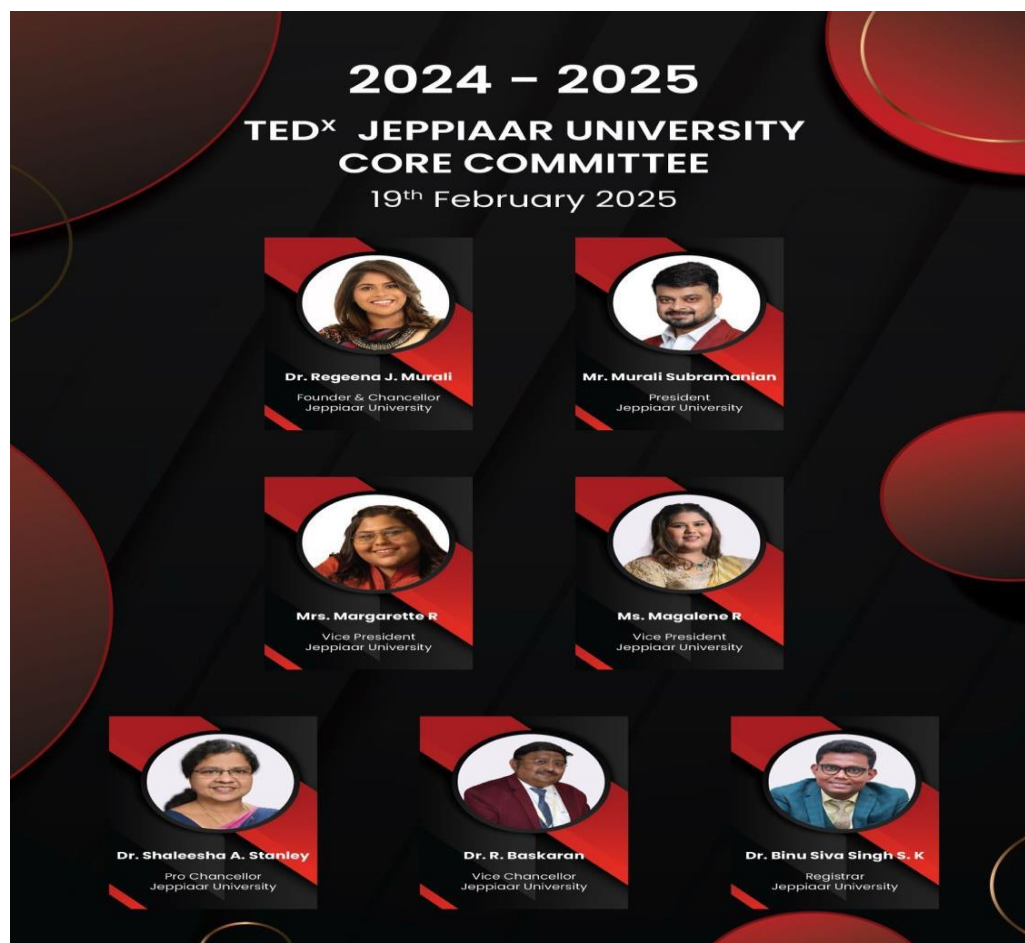 2024 – 2025
TEDˣ JEPPIAAR UNIVERSITY
CORE COMMITTEE
19ᵗʰ February 2025
Dr. Regeena J. Murali
Founder & Chancellor
Jeppiaar University
Mr. Murali Subramanian
President
Jeppiaar University
Mrs. Margarette R
Vice President
Jeppiaar University
Ms. Magalene R
Vice President
Jeppiaar University
Dr. Shaleesha A. Stanley
Pro Chancellor
Jeppiaar University
Dr. R. Baskaran
Vice Chancellor
Jeppiaar University
Dr. Binu Siva Singh S. K
Registrar
Jeppiaar University